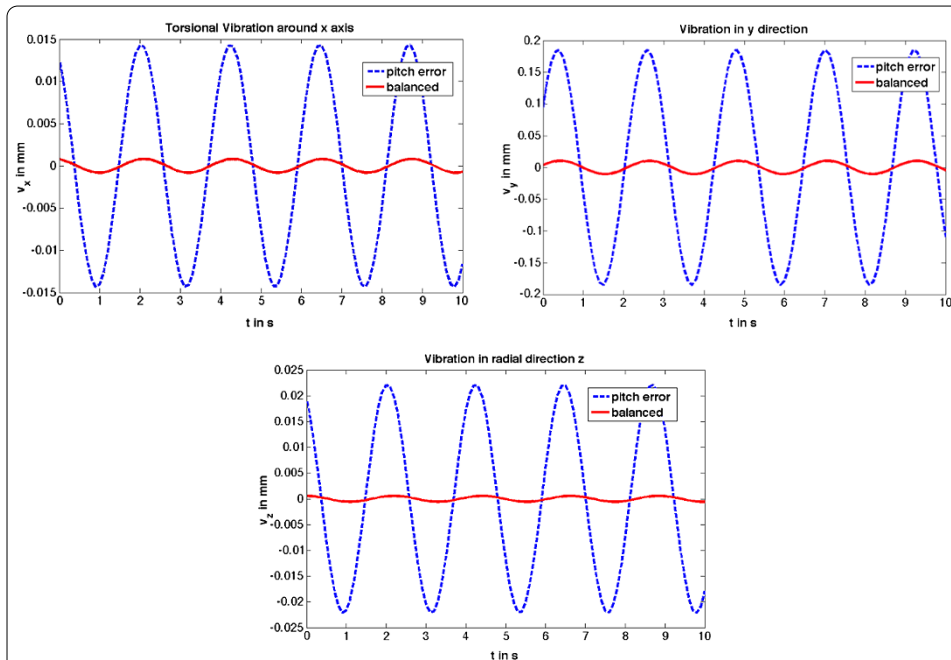 Torsional Vibration around x axis
0.015
0.01
0.005
0
-0.005
-0.01
-0.015
v_x in mm
pitch error
balanced
0 1 2 3 4 5 6 7 8 9 10
t in s
Vibration in y direction
0.2
0.15
0.1
0.05
0
-0.05
-0.1
-0.15
-0.2
v_y in mm
pitch error
balanced
0 1 2 3 4 5 6 7 8 9 10
t in s
Vibration in radial direction z
0.025
0.02
0.015
0.01
0.005
0
-0.005
-0.01
-0.015
-0.02
-0.025
v_z in mm
pitch error
balanced
0 1 2 3 4 5 6 7 8 9 10
t in s